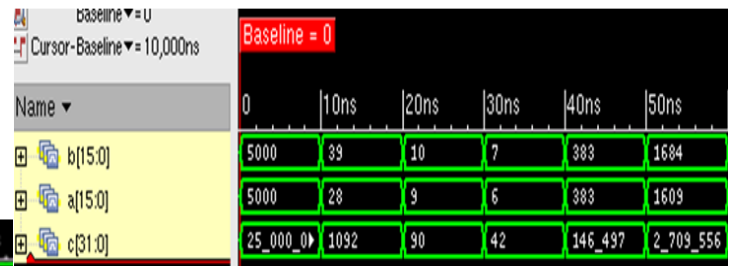 Baseline▼=0
Cursor-Baseline▼=10,000ns
Baseline = 0
Name▼
0 10ns 20ns 30ns 40ns 50ns
b[15:0] 5000 39 10 7 383 1684
a[15:0] 5000 28 9 6 383 1609
c[31:0] 25_000_0 1092 90 42 146_497 2_709_556